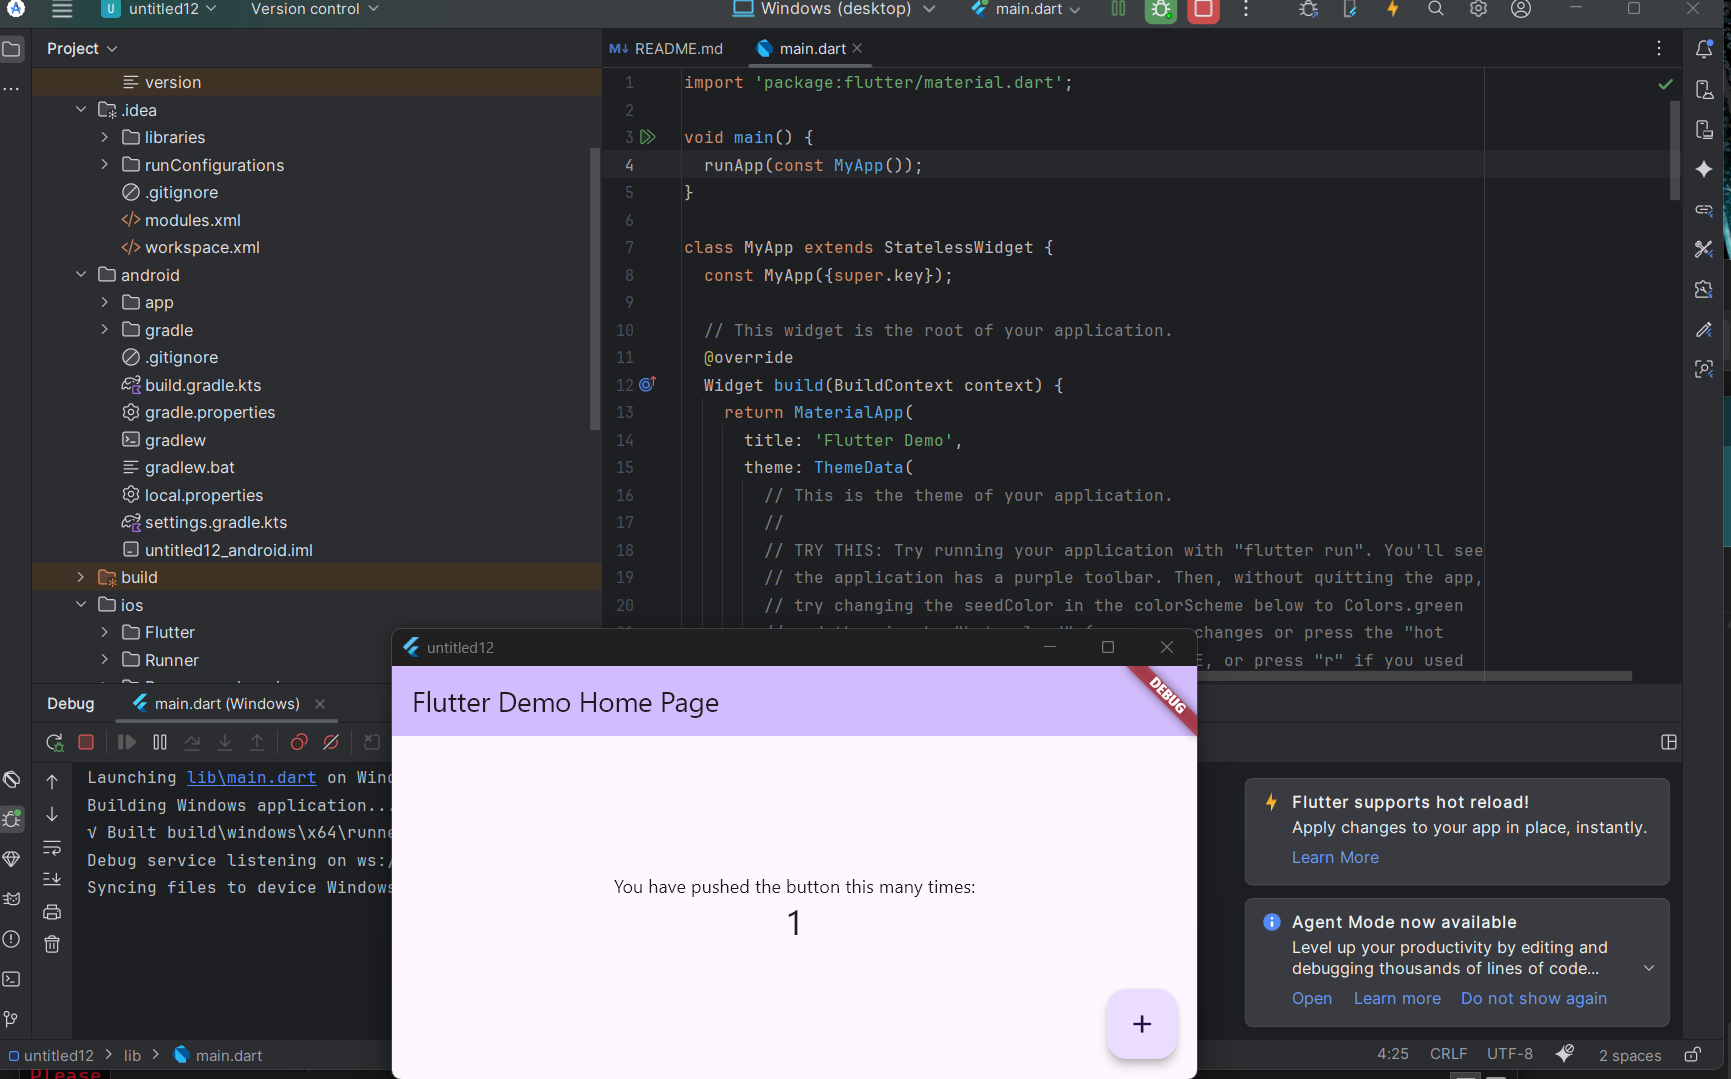 U untitled12
Version control
Windows (desktop)
main.dart
Project
README.md
main.dart
version
.idea
libraries
runConfigurations
.gitignore
modules.xml
workspace.xml
android
app
gradle
.gitignore
build.gradle.kts
gradle.properties
gradlew
gradlew.bat
local.properties
settings.gradle.kts
untitled12_android.iml
build
ios
Flutter
Runner
1 import 'package:flutter/material.dart';
2
3 void main() {
4 runApp(const MyApp());
5 }
6
7 class MyApp extends StatelessWidget {
8 const MyApp({super.key});
9
10 // This widget is the root of your application.
11 @override
12 Widget build(BuildContext context) {
13 return MaterialApp(
14 title: 'Flutter Demo',
15 theme: ThemeData(
16 // This is the theme of your application.
17 //
18 // TRY THIS: Try running your application with "flutter run". You'll see
19 // the application has a purple toolbar. Then, without quitting the app,
20 // try changing the seedColor in the colorScheme below to Colors.green
changes or press the "hot
, or press "r" if you used
untitled12
Flutter Demo Home Page
DEBUG
You have pushed the button this many times:
1
+
Debug
main.dart (Windows)
Launching lib\main.dart on Wind
Building Windows application...
√ Built build\windows\x64\runne
Debug service listening on ws:/
Syncing files to device Windows
Flutter supports hot reload!
Apply changes to your app in place, instantly.
Learn More
Agent Mode now available
Level up your productivity by editing and
debugging thousands of lines of code...
Open Learn more Do not show again
untitled12 > lib > main.dart
4:25 CRLF UTF-8 2 spaces
Please